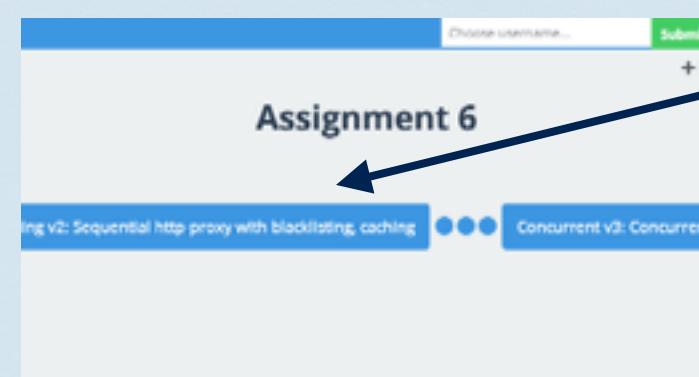 Choose username...
Submi
+
Assignment 6
ing v2: Sequential http proxy with blacklisting, caching
Concurrent v3: Concurre